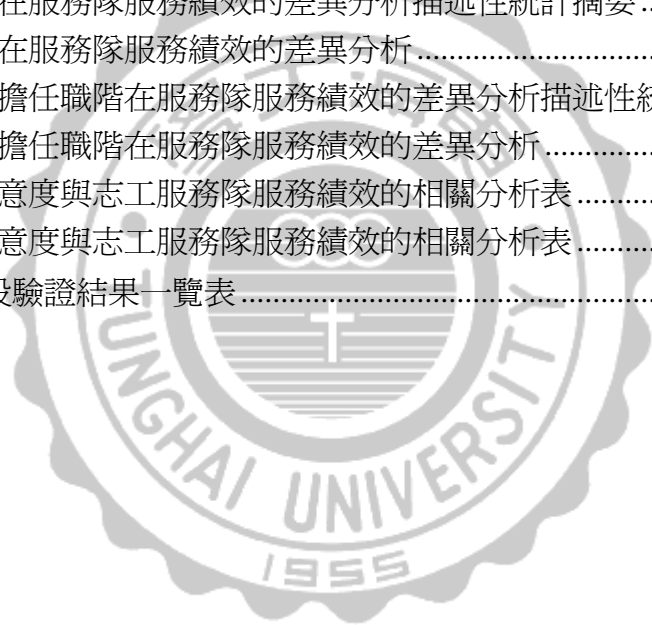 在服務隊服務績效的差異分析描述性統計摘要
在服務隊服務績效的差異分析
擔任職階在服務隊服務績效的差異分析描述性統
擔任職階在服務隊服務績效的差異分析
意度與志工服務隊服務績效的相關分析表
意度與志工服務隊服務績效的相關分析表
設驗證結果一覽表
UNGHAI UNIVERSITY
1955